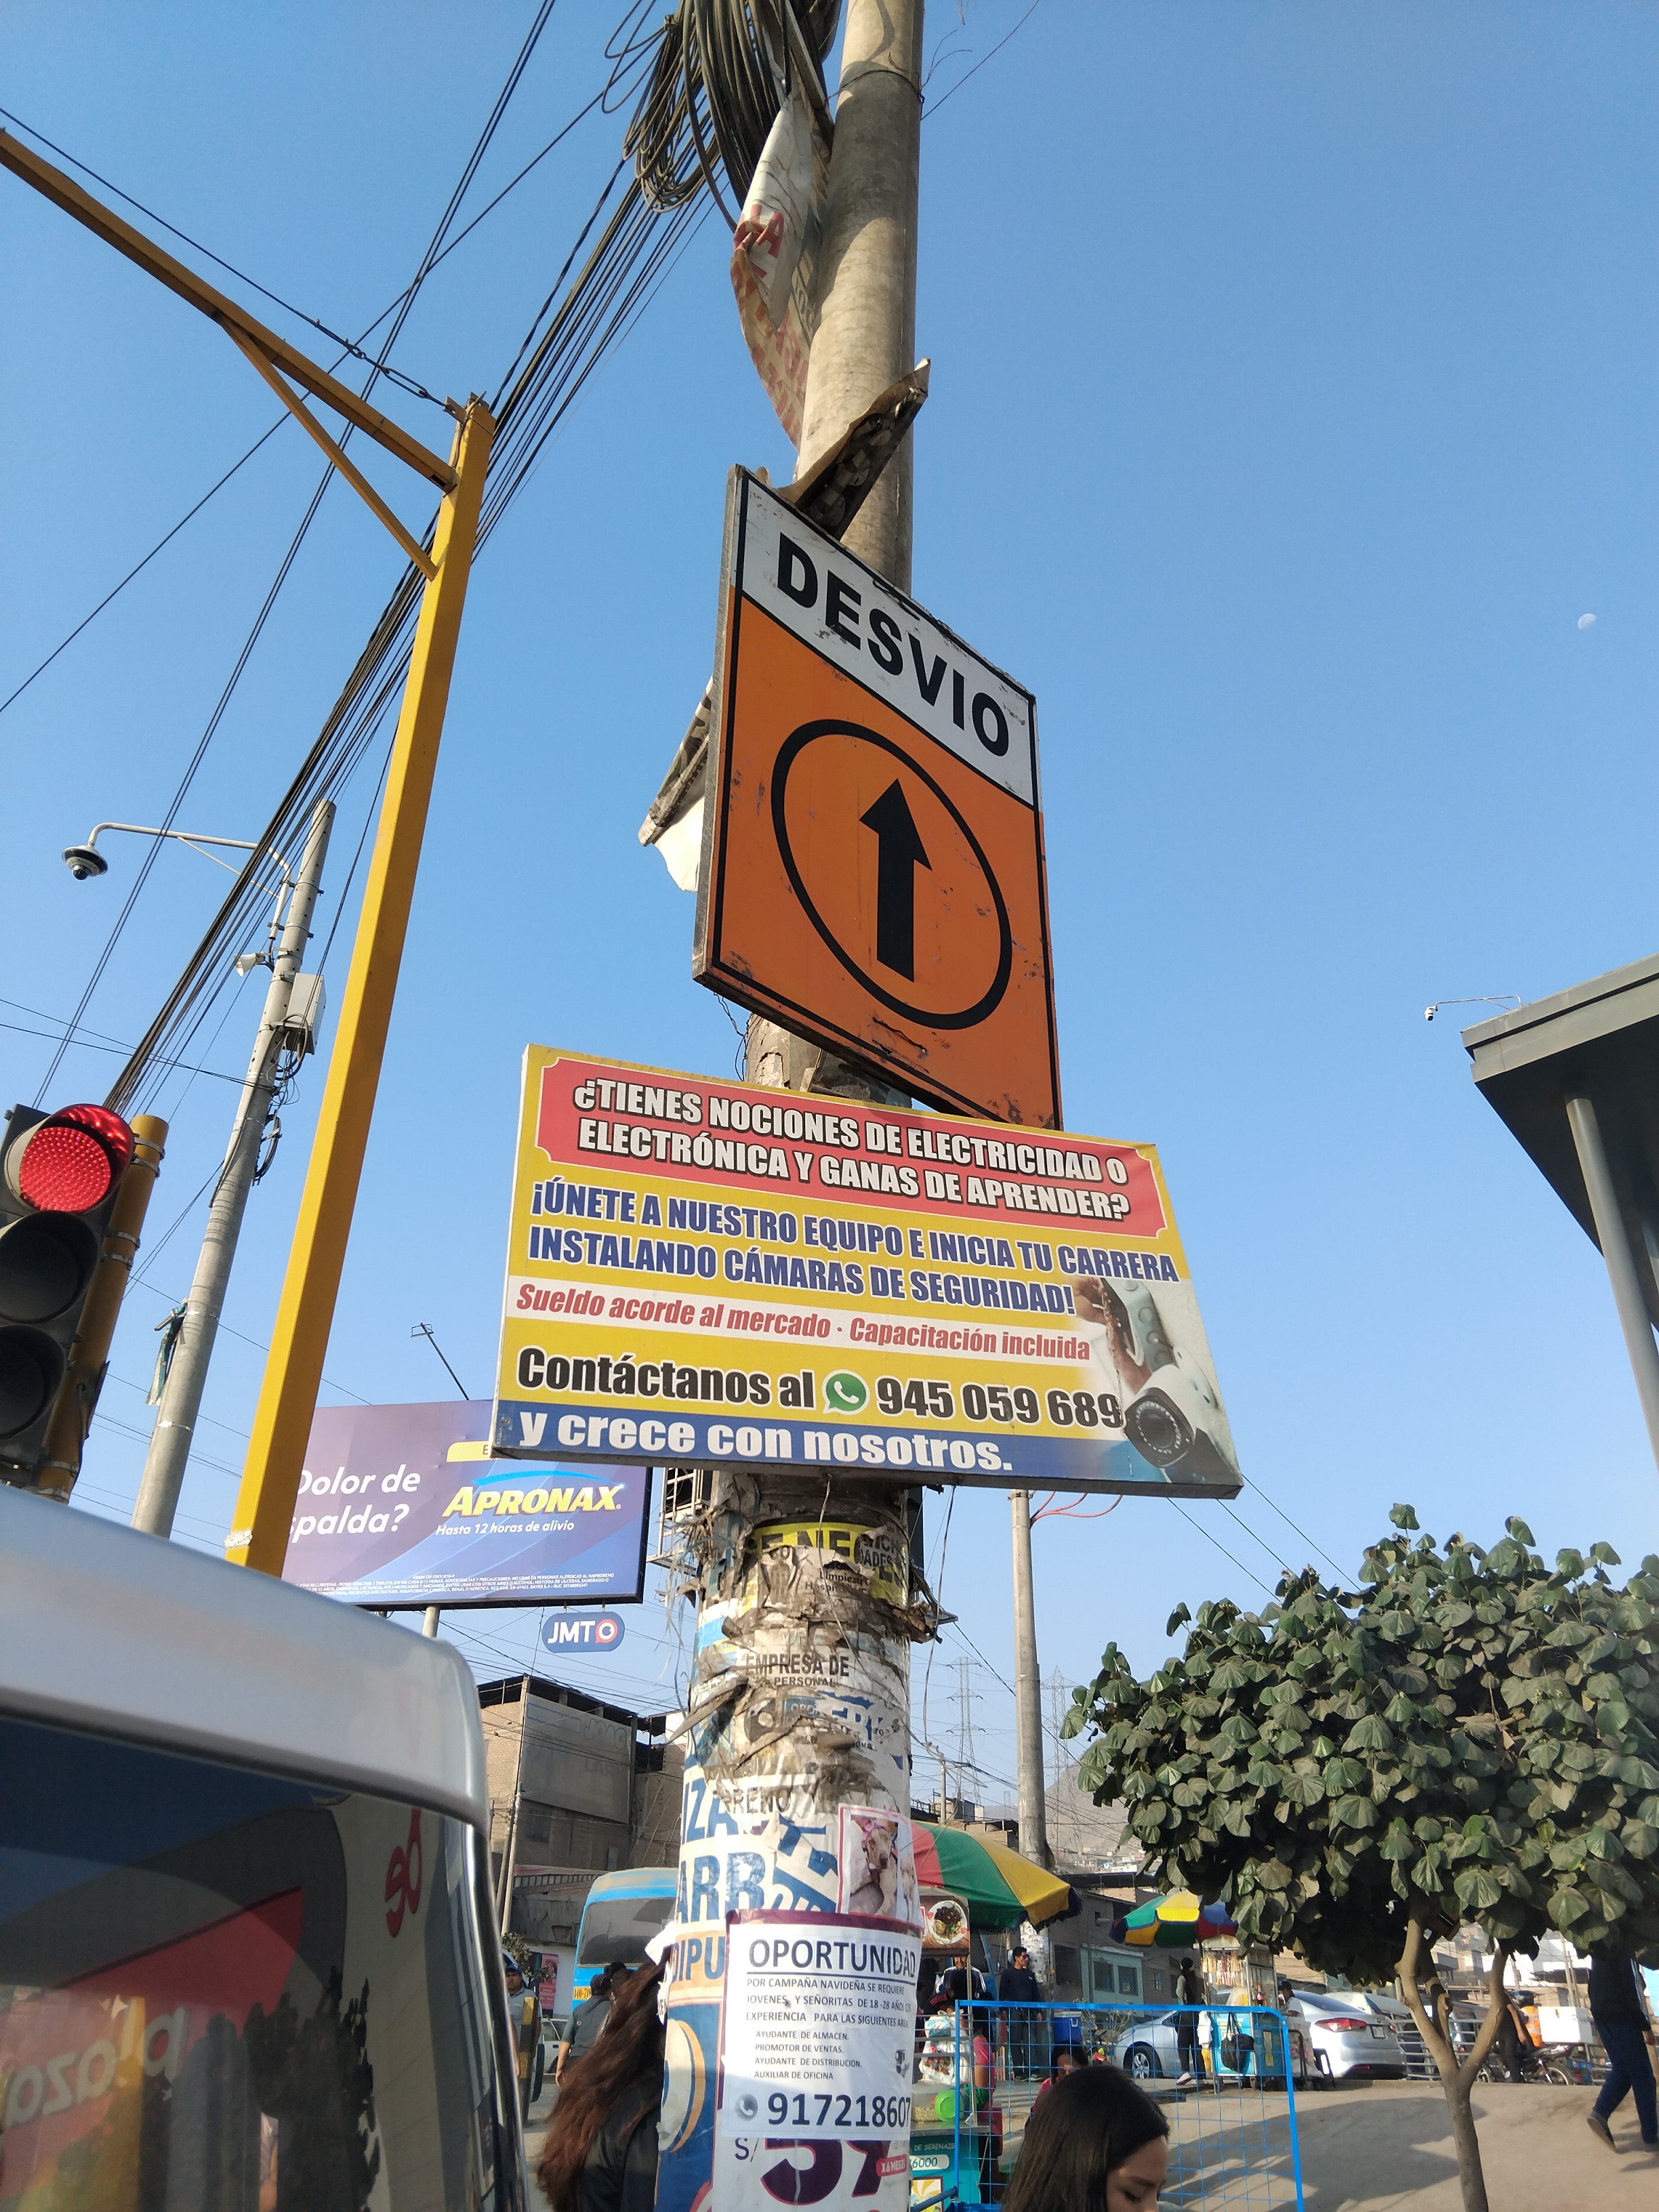 DESVIO
¿TIENES NOCIONES DE ELECTRICIDAD O
ELECTRÓNICA Y GANAS DE APRENDER?
¡ÚNETE A NUESTRO EQUIPO E INICIA TU CARRERA
INSTALANDO CÁMARAS DE SEGURIDAD!
Sueldo acorde al mercado · Capacitación incluida
Contáctanos al 945 059 689
y crece con nosotros.
Dolor de
spalda?
APRONAX
Hasta 12 horas de alivio
JMT
EMPRESA DE
PERSONAL
OPORTUNIDAD
POR CAMPAÑA NAVIDEÑA SE REQUIERE
JOVENES Y SEÑORITAS DE 18-28 AÑOS
EXPERIENCIA PARA LAS SIGUIENTES
AYUDANTE DE ALMACEN.
PROMOTOR DE VENTAS.
AYUDANTE DE DISTRIBUCION.
AUXILIAR DE OFICINA
917218607
S/